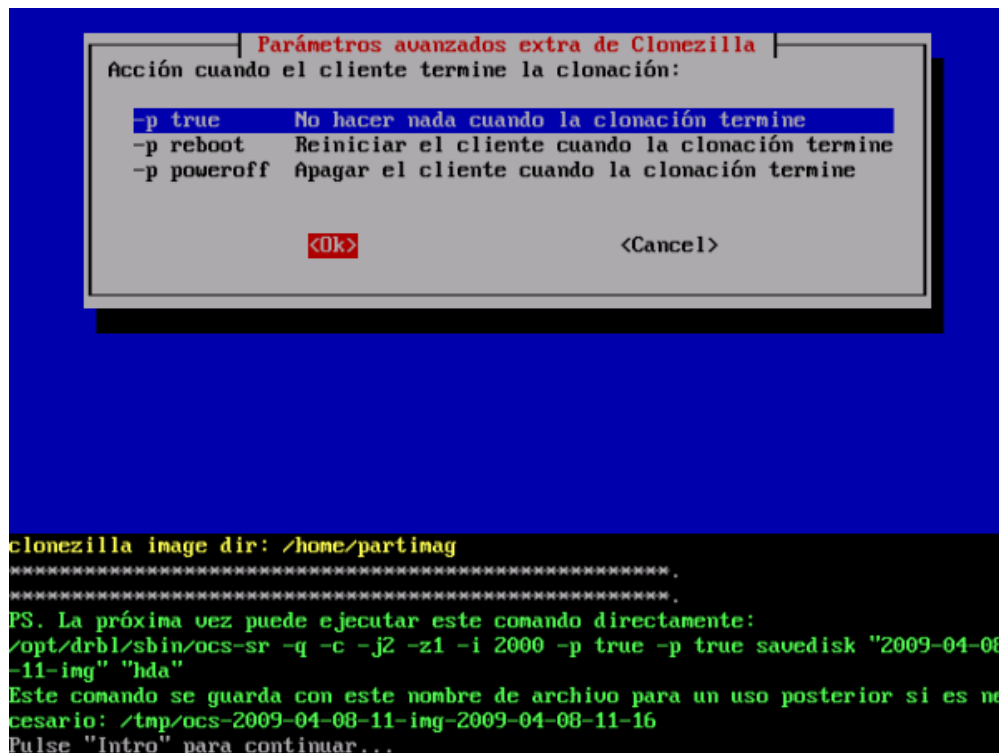 Parámetros avanzados extra de Clonezilla
Acción cuando el cliente termine la clonación:
-p true No hacer nada cuando la clonación termine
-p reboot Reiniciar el cliente cuando la clonación termine
-p poweroff Apagar el cliente cuando la clonación termine
<Ok> <Cancel>
clonezilla image dir: /home/partimag
*****************************************************.
*****************************************************.
PS. La próxima vez puede ejecutar este comando directamente:
/opt/drbl/sbin/ocs-sr -q -c -j2 -z1 -i 2000 -p true -p true savedisk "2009-04-08
-11-img" "hda"
Este comando se guarda con este nombre de archivo para un uso posterior si es ne
cesario: /tmp/ocs-2009-04-08-11-img-2009-04-08-11-16
Pulse "Intro" para continuar...